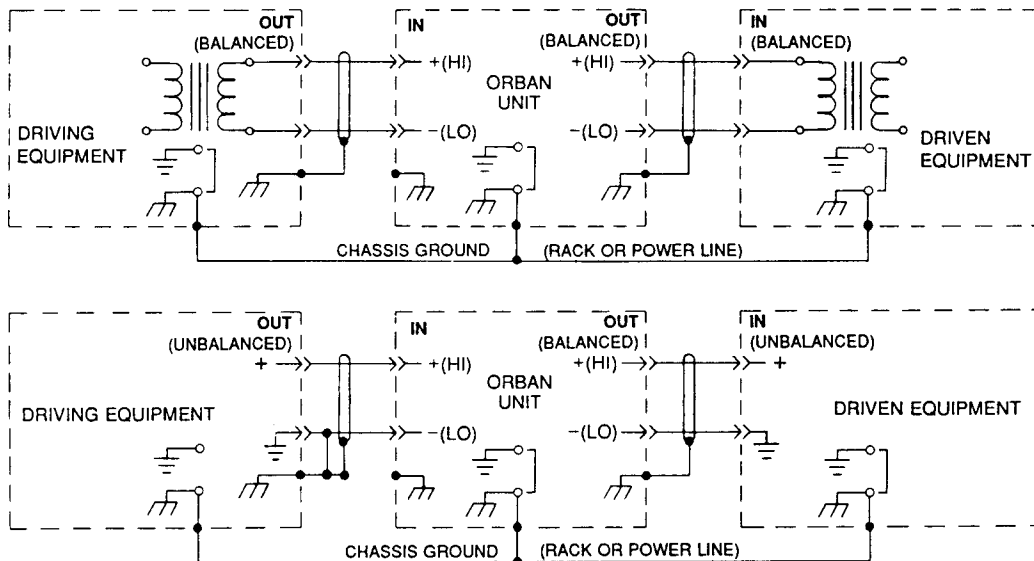 OUT IN OUT IN
(BALANCED) (BALANCED) (BALANCED)
+(HI) +(HI)
ORBAN
UNIT
DRIVING
EQUIPMENT
−(LO) −(LO)
DRIVEN
EQUIPMENT
CHASSIS GROUND (RACK OR POWER LINE)
OUT IN OUT IN
(UNBALANCED) (BALANCED) (UNBALANCED)
+ +(HI) +(HI) +
ORBAN
UNIT
DRIVING EQUIPMENT DRIVEN EQUIPMENT
−(LO) −(LO)
CHASSIS GROUND (RACK OR POWER LINE)